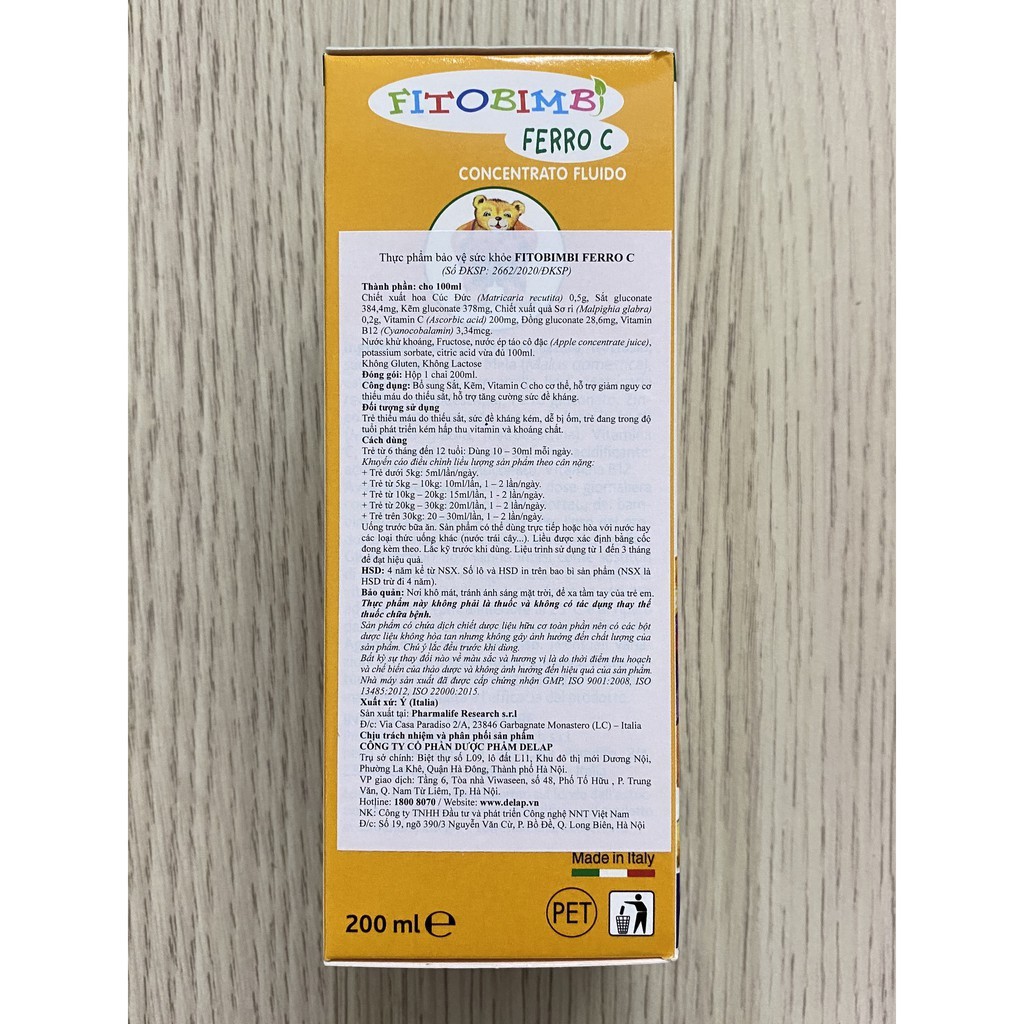 FITOBIMBi
FERRO C
CONCENTRATO FLUIDO
Thực phẩm bảo vệ sức khỏe FITOBIMBI FERRO C
(Số ĐKSP: 2662/2020/ĐKSP)
Thành phần: cho 100ml
Chiết xuất hoa Cúc Đức (Matricaria recutita) 0,5g, Sắt gluconate
384,4mg, Kẽm gluconate 378mg, Chiết xuất quả Sơ ri (Malpighia glabra)
0,2g, Vitamin C (Ascorbic acid) 200mg, Đồng gluconate 28,6mg, Vitamin
B12 (Cyanocobalamin) 3,34mcg.
Nước khử khoáng, Fructose, nước ép táo cô đặc (Apple concentrate juice),
potassium sorbate, citric acid vừa đủ 100ml.
Không Gluten, Không Lactose
Đóng gói: Hộp 1 chai 200ml.
Công dụng: Bổ sung Sắt, Kẽm, Vitamin C cho cơ thể, hỗ trợ giảm nguy cơ
thiếu máu do thiếu sắt, hỗ trợ tăng cường sức đề kháng.
Đối tượng sử dụng
Trẻ thiếu máu do thiếu sắt, sức đề kháng kém, dễ bị ốm, trẻ đang trong độ
tuổi phát triển kém hấp thu vitamin và khoáng chất.
Cách dùng
Trẻ từ 6 tháng đến 12 tuổi: Dùng 10 – 30ml mỗi ngày.
Khuyến cáo điều chỉnh liều lượng sản phẩm theo cân nặng:
+ Trẻ dưới 5kg: 5ml/lần/ngày.
+ Trẻ từ 5kg – 10kg: 10ml/lần, 1 – 2 lần/ngày.
+ Trẻ từ 10kg – 20kg: 15ml/lần, 1 - 2 lần/ngày.
+ Trẻ từ 20kg – 30kg: 20ml/lần, 1 – 2 lần/ngày.
+ Trẻ trên 30kg: 20 – 30ml/lần, 1 – 2 lần/ngày.
Uống trước bữa ăn. Sản phẩm có thể dùng trực tiếp hoặc hòa với nước hay
các loại thức uống khác (nước trái cây...). Liều được xác định bằng cốc
đong kèm theo. Lắc kỹ trước khi dùng. Liệu trình sử dụng từ 1 đến 3 tháng
để đạt hiệu quả.
HSD: 4 năm kể từ NSX. Số lô và HSD in trên bao bì sản phẩm (NSX là
HSD trừ đi 4 năm).
Bảo quản: Nơi khô mát, tránh ánh sáng mặt trời, để xa tầm tay của trẻ em.
Thực phẩm này không phải là thuốc và không có tác dụng thay thế
thuốc chữa bệnh.
Sản phẩm có chứa dịch chiết dược liệu hữu cơ toàn phần nên có các bột
dược liệu không hòa tan nhưng không gây ảnh hưởng đến chất lượng của
sản phẩm. Chú ý lắc đều trước khi dùng.
Bất kỳ sự thay đổi nào về màu sắc và hương vị là do thời điểm thu hoạch
và chế biến của thảo dược và không ảnh hưởng đến hiệu quả của sản phẩm.
Nhà máy sản xuất đã được cấp chứng nhận GMP, ISO 9001:2008, ISO
13485:2012, ISO 22000:2015.
Xuất xứ: Ý (Italia)
Sản xuất tại: Pharmalife Research s.r.l
Đ/c: Via Casa Paradiso 2/A, 23846 Garbagnate Monastero (LC) – Italia
Chịu trách nhiệm và phân phối sản phẩm
CÔNG TY CỔ PHẦN DƯỢC PHẨM DELAP
Trụ sở chính: Biệt thự số L09, lô đất L11, Khu đô thị mới Dương Nội,
Phường La Khê, Quận Hà Đông, Thành phố Hà Nội.
VP giao dịch: Tầng 6, Tòa nhà Viwaseen, số 48, Phố Tố Hữu , P. Trung
Văn, Q. Nam Từ Liêm, Tp. Hà Nội.
Hotline: 1800 8070 / Website: www.delap.vn
NK: Công ty TNHH Đầu tư và phát triển Công nghệ NNT Việt Nam
Đ/c: Số 19, ngõ 390/3 Nguyễn Văn Cừ, P. Bồ Đề, Q. Long Biên, Hà Nội
Made in Italy
200 ml e
PET